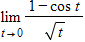 lim t→0 (1 − cos t)/√t